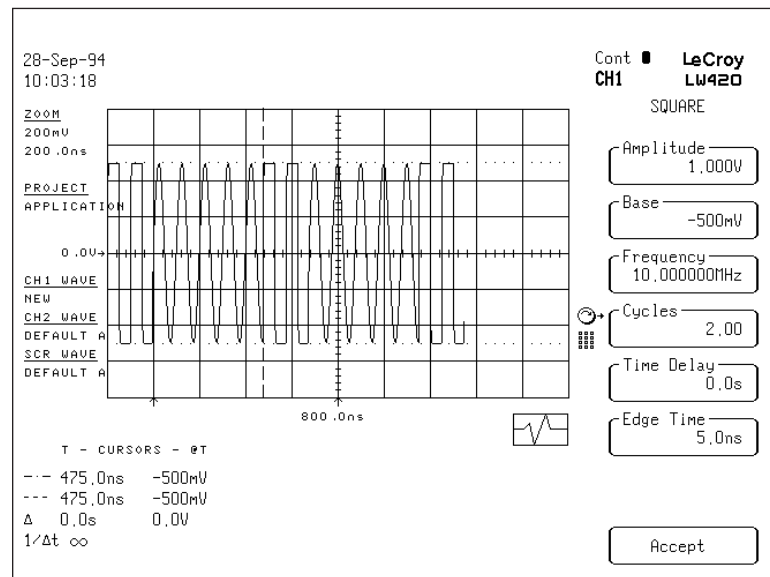 28-Sep-94
10:03:18
Cont
CH1
LeCroy
LW420
SQUARE
ZOOM
200mV
200.0ns
PROJECT
APPLICATION
0.0V
CH1 WAVE
NEW
CH2 WAVE
DEFAULT A
SCR WAVE
DEFAULT A
800.0ns
T - CURSORS - @T
475.0ns -500mV
475.0ns -500mV
Δ 0.0s 0.0V
1/Δt ∞
Amplitude
1.000V
Base
-500mV
Frequency
10.000000MHz
Cycles
2.00
Time Delay
0.0s
Edge Time
5.0ns
Accept